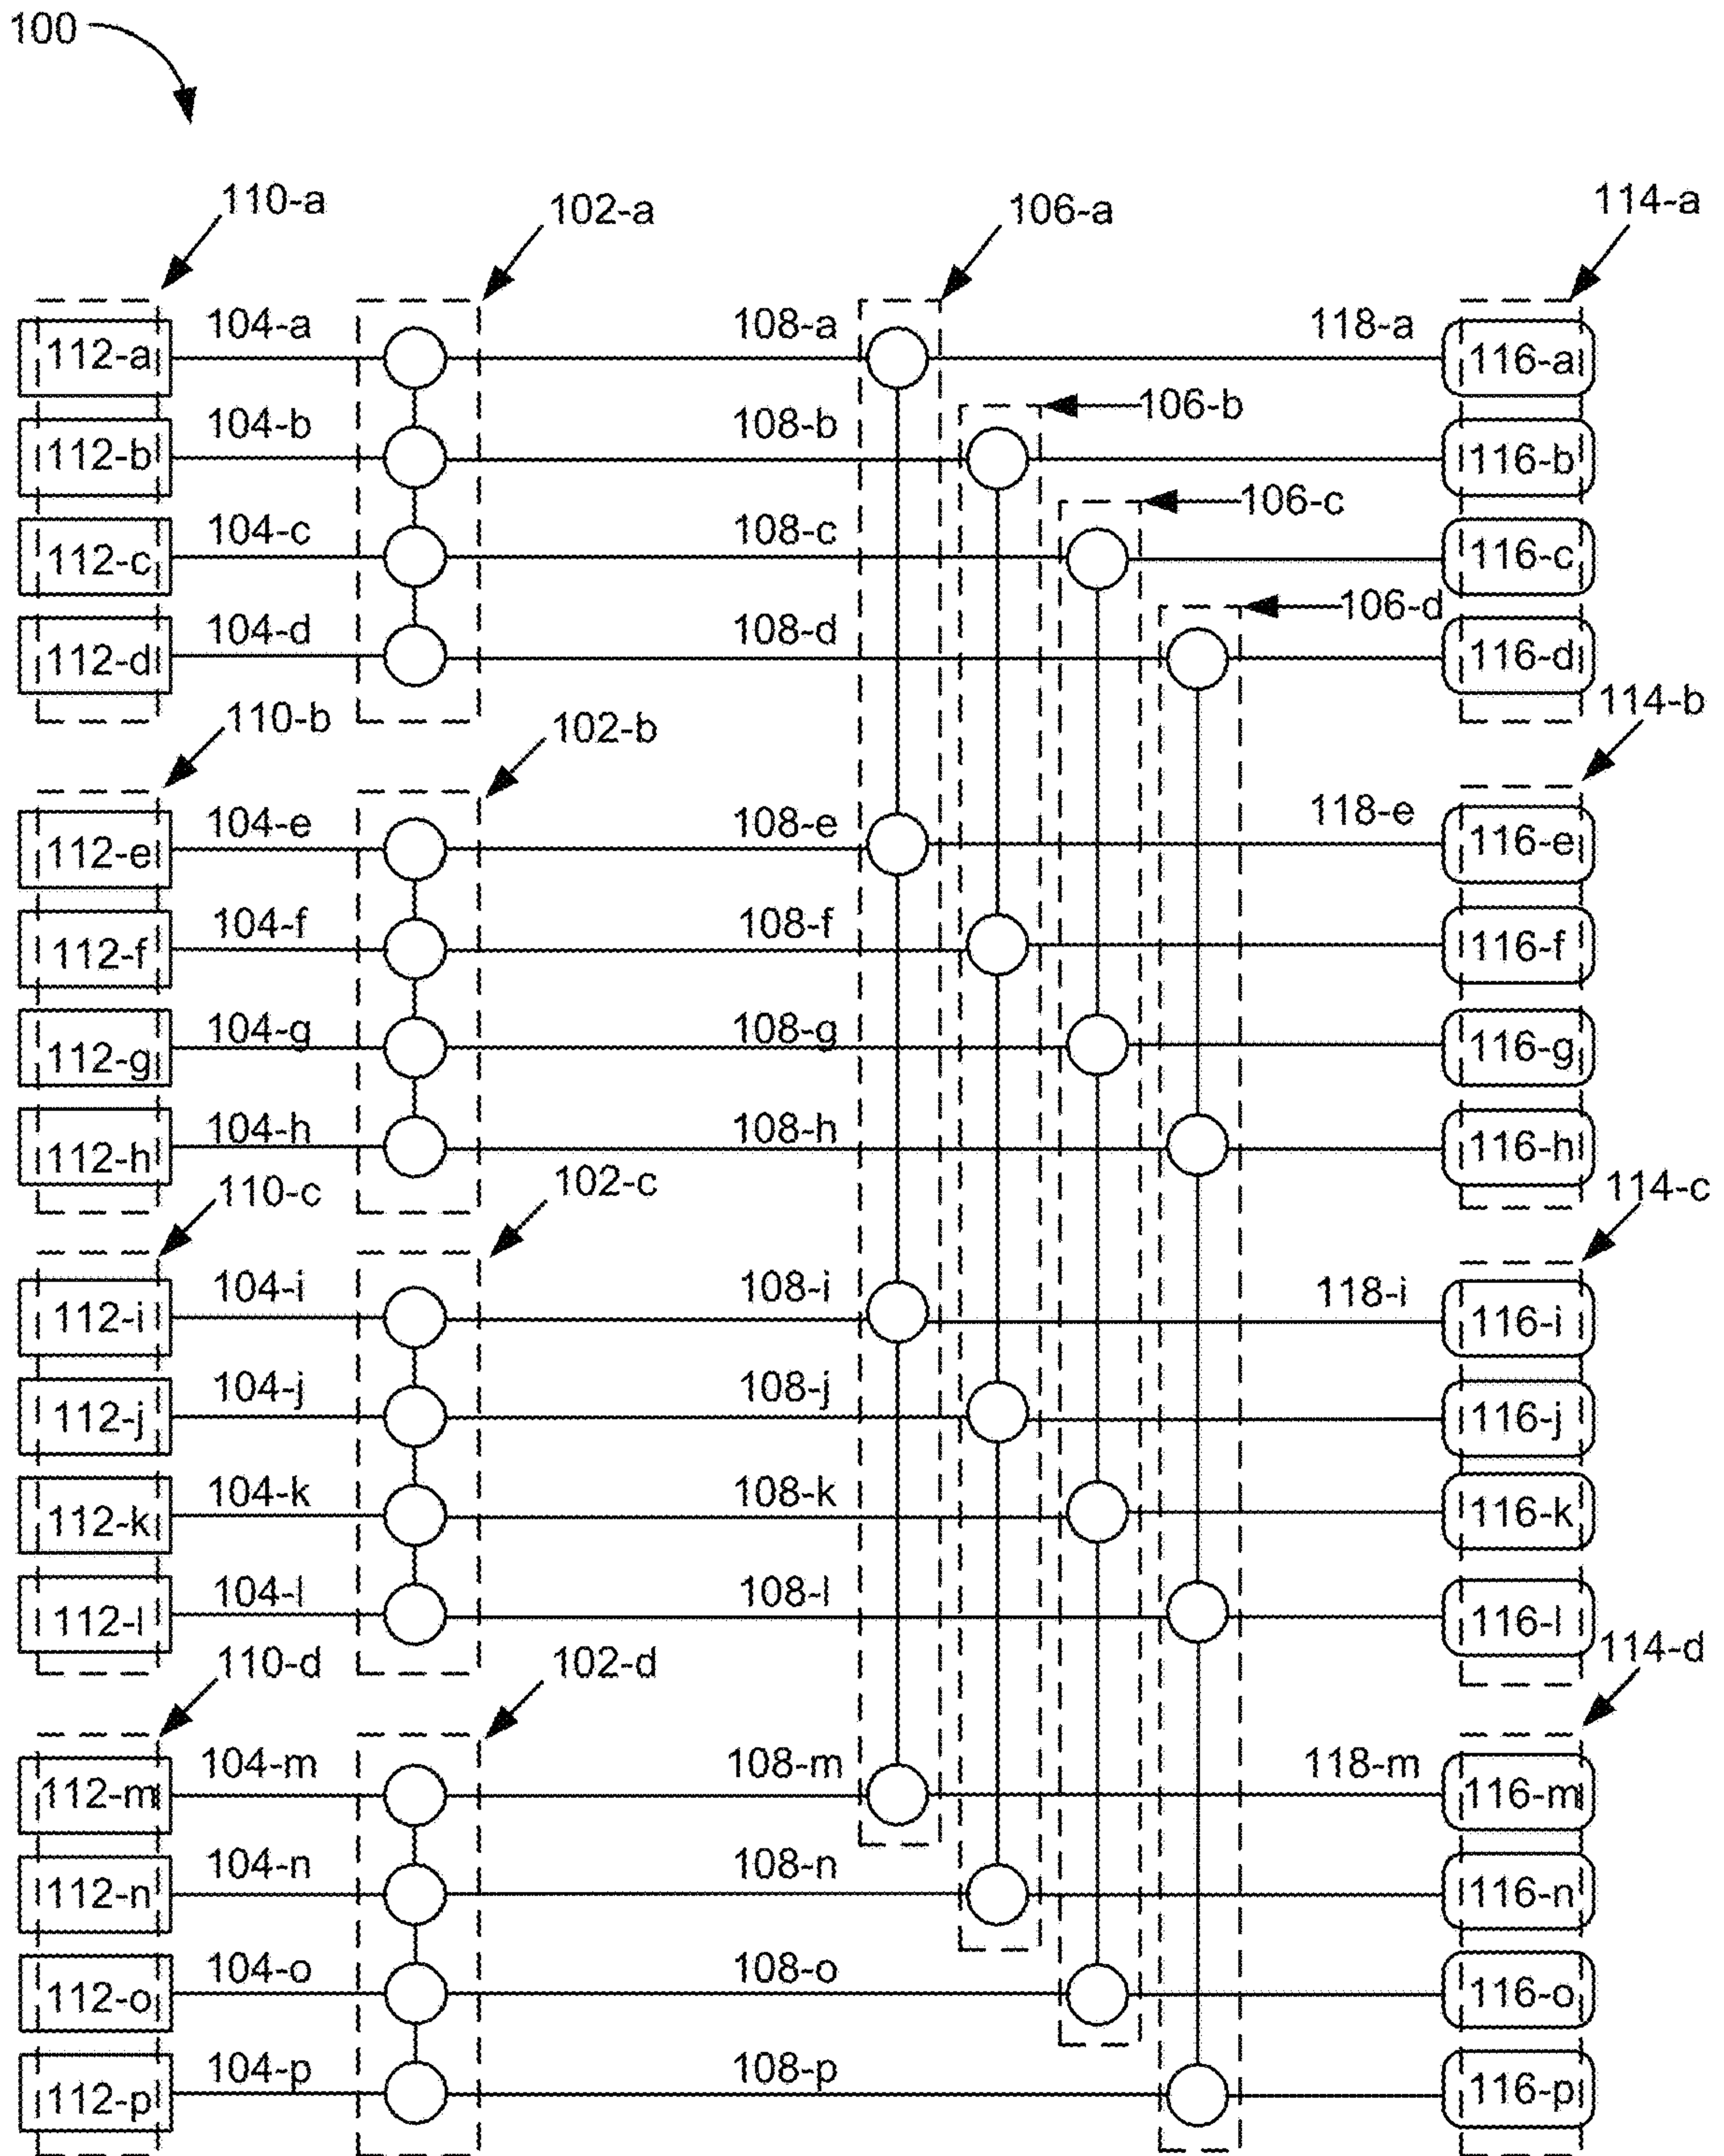 100
110-a 102-a 106-a 114-a
112-a 104-a 108-a 118-a 116-a
106-b
112-b 104-b 108-b 116-b
106-c
112-c 104-c 108-c 116-c
106-d
112-d 104-d 108-d 116-d
110-b 102-b 114-b
112-e 104-e 108-e 118-e 116-e
112-f 104-f 108-f 116-f
112-g 104-g 108-g 116-g
112-h 104-h 108-h 116-h
110-c 102-c 114-c
112-i 104-i 108-i 118-i 116-i
112-j 104-j 108-j 116-j
112-k 104-k 108-k 116-k
112-l 104-l 108-l 116-l
110-d 102-d 114-d
112-m 104-m 108-m 118-m 116-m
112-n 104-n 108-n 116-n
112-o 104-o 108-o 116-o
112-p 104-p 108-p 116-p